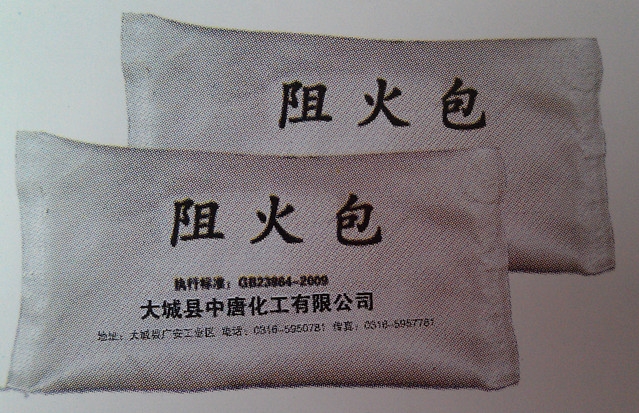 阻火包
阻火包
执行标准：GB23864-2009
大城县中唐化工有限公司
地址：大城县广安工业区 电话：0316-5950781 传真：0316-5957781